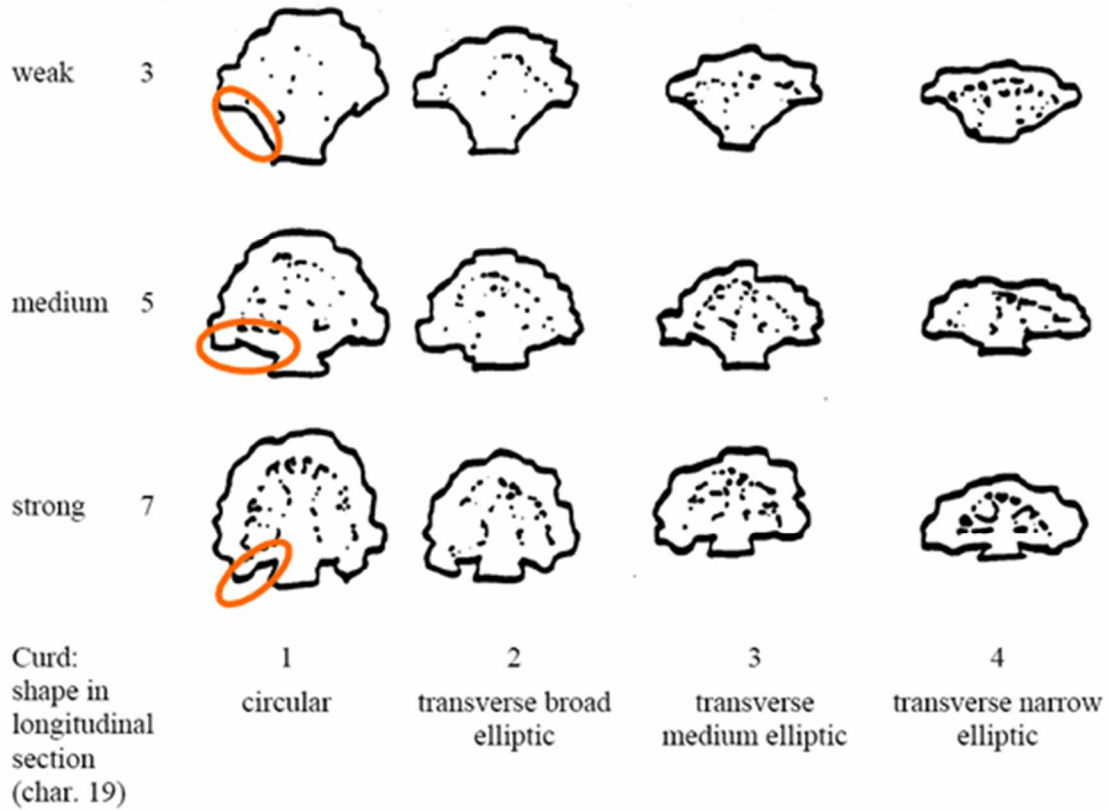 weak 3
medium 5
strong 7
Curd:
shape in
longitudinal
section
(char. 19)
1
circular
2
transverse broad
elliptic
3
transverse
medium elliptic
4
transverse narrow
elliptic